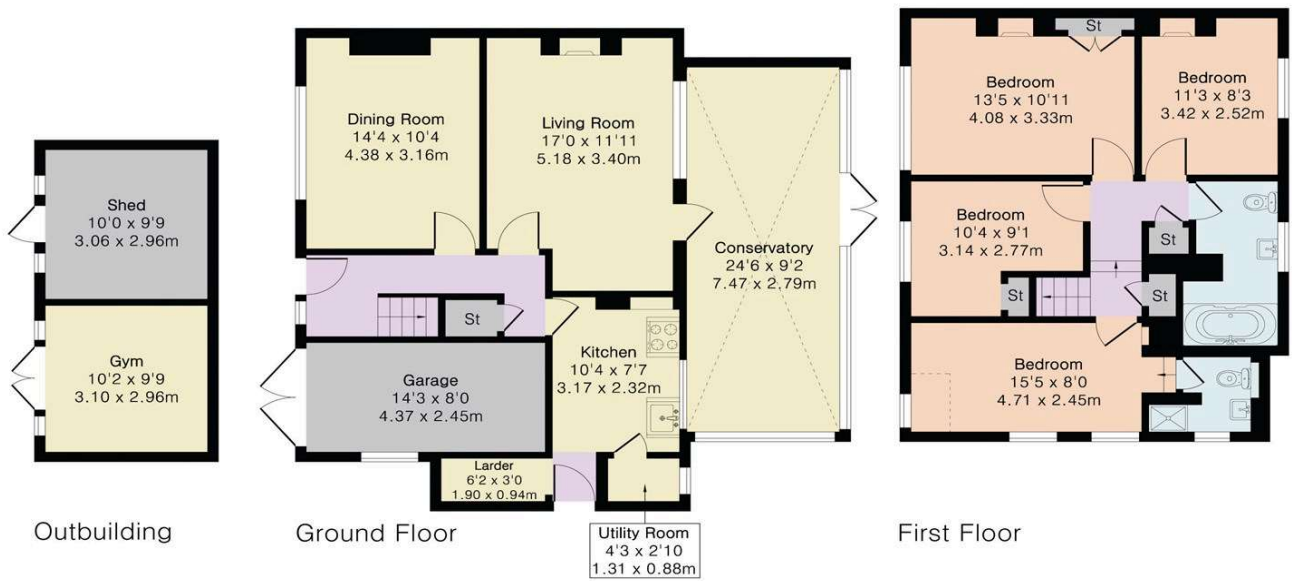 Shed
10'0 x 9'9
3.06 x 2.96m
Gym
10'2 x 9'9
3.10 x 2.96m
Outbuilding
Dining Room
14'4 x 10'4
4.38 x 3.16m
Living Room
17'0 x 11'11
5.18 x 3.40m
Conservatory
24'6 x 9'2
7.47 x 2.79m
St
Kitchen
10'4 x 7'7
3.17 x 2.32m
Garage
14'3 x 8'0
4.37 x 2.45m
Larder
6'2 x 3'0
1.90 x 0.94m
Utility Room
4'3 x 2'10
1.31 x 0.88m
Ground Floor
St
Bedroom
13'5 x 10'11
4.08 x 3.33m
Bedroom
11'3 x 8'3
3.42 x 2.52m
Bedroom
10'4 x 9'1
3.14 x 2.77m
St
St
St
Bedroom
15'5 x 8'0
4.71 x 2.45m
First Floor